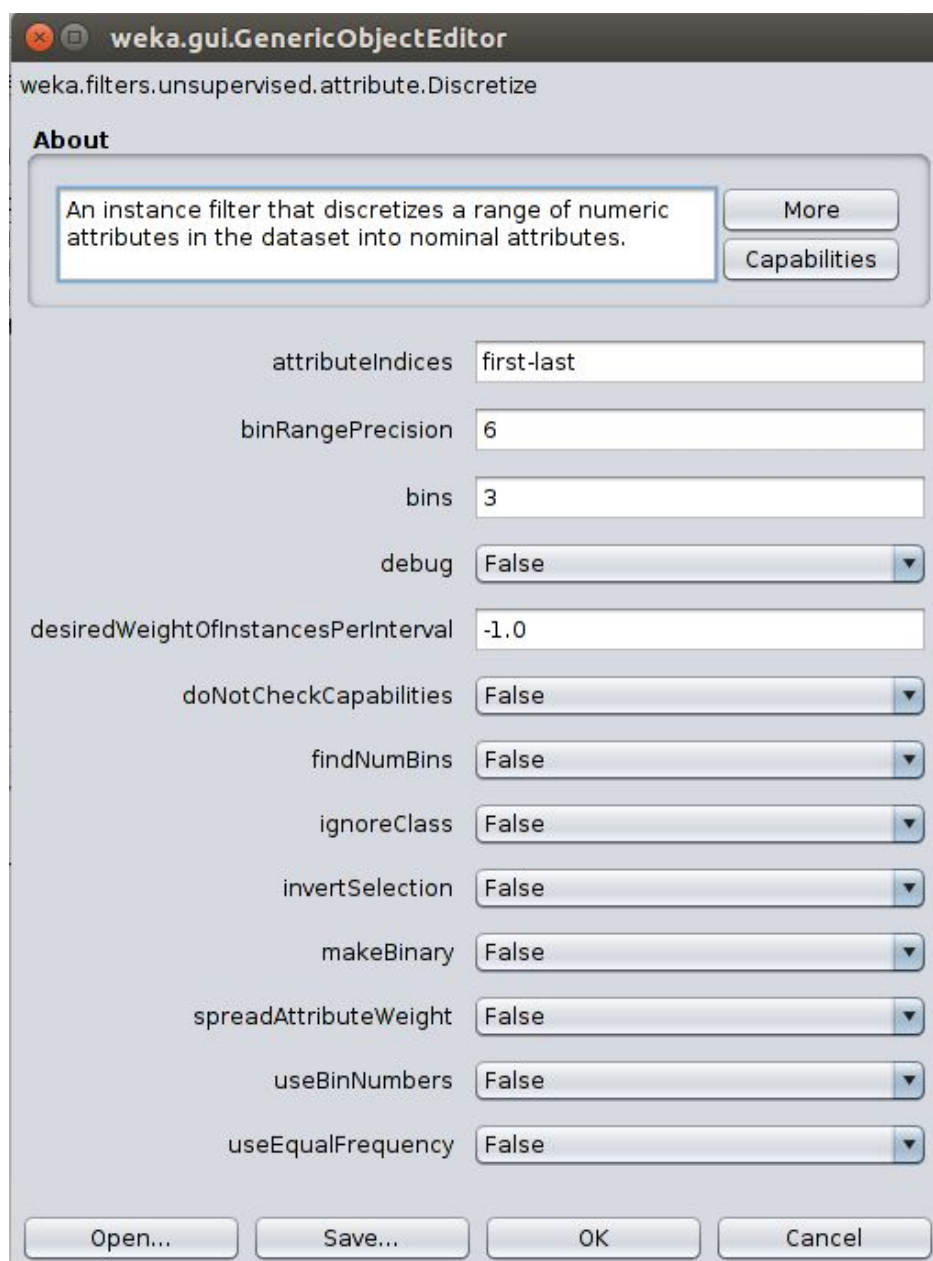 weka.gui.GenericObjectEditor
weka.filters.unsupervised.attribute.Discretize
About
An instance filter that discretizes a range of numeric
attributes in the dataset into nominal attributes.
More
Capabilities
attributeIndices first-last
binRangePrecision 6
bins 3
debug False
desiredWeightOfInstancesPerInterval -1.0
doNotCheckCapabilities False
findNumBins False
ignoreClass False
invertSelection False
makeBinary False
spreadAttributeWeight False
useBinNumbers False
useEqualFrequency False
Open... Save... OK Cancel